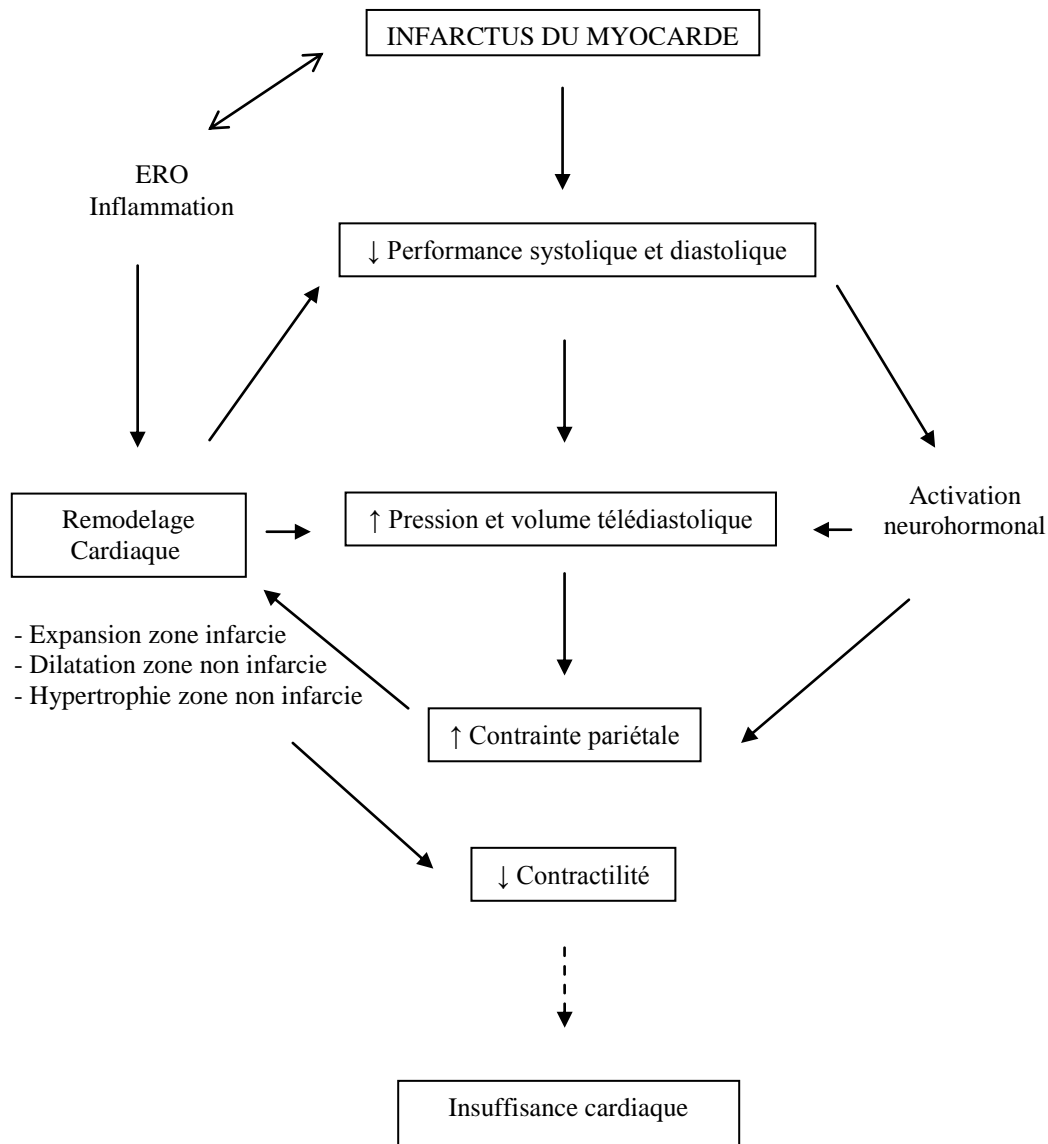 INFARCTUS DU MYOCARDE
ERO
Inflammation
↓ Performance systolique et diastolique
Remodelage
Cardiaque
↑ Pression et volume télédiastolique
Activation
neurohormonal
- Expansion zone infarcie
- Dilatation zone non infarcie
- Hypertrophie zone non infarcie
↑ Contrainte pariétale
↓ Contractilité
Insuffisance cardiaque